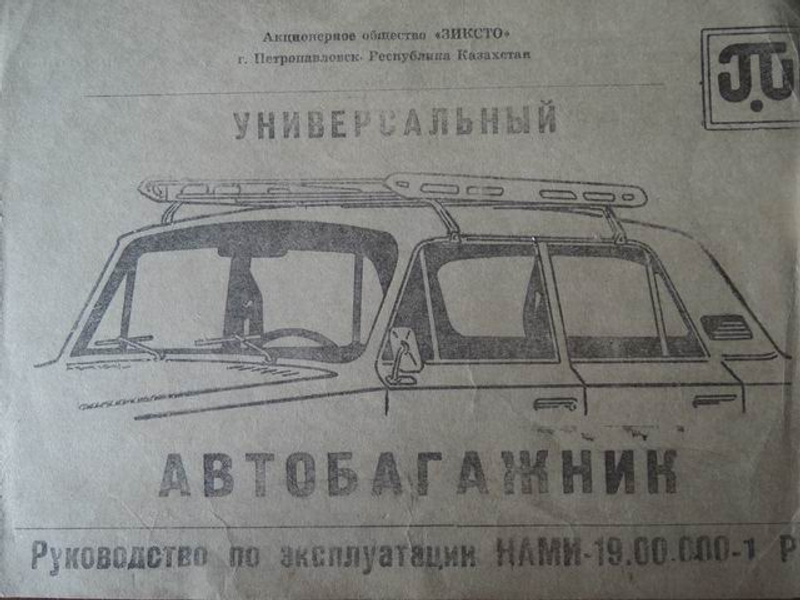 Акционерное общество «ЗИКСТО»
г. Петропавловск- Республика Казахстан
УНИВЕРСАЛЬНЫЙ
АВТОБАГАЖНИК
Руководство по эксплуатации НАМИ-19.00.000-1 Р